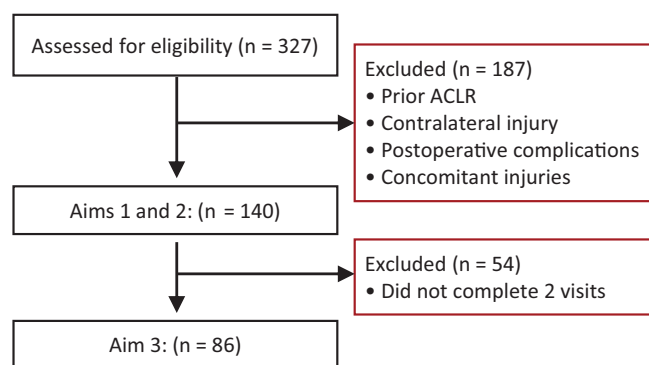 Assessed for eligibility (n = 327)
Excluded (n = 187)
• Prior ACLR
• Contralateral injury
• Postoperative complications
• Concomitant injuries
Aims 1 and 2: (n = 140)
Excluded (n = 54)
• Did not complete 2 visits
Aim 3: (n = 86)